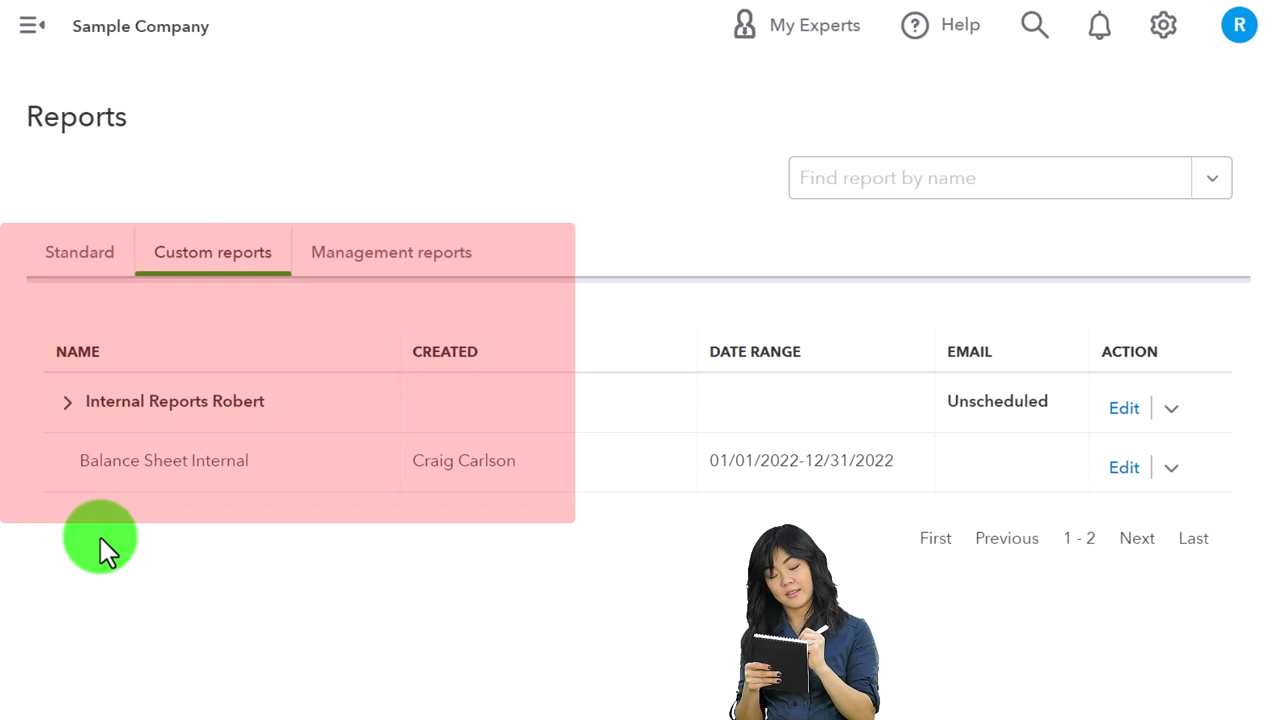 Sample Company
My Experts
Help
R
Reports
Find report by name
Standard
Custom reports
Management reports
NAME CREATED DATE RANGE EMAIL ACTION
Internal Reports Robert Unscheduled Edit
Balance Sheet Internal Craig Carlson 01/01/2022-12/31/2022 Edit
First Previous 1 - 2 Next Last